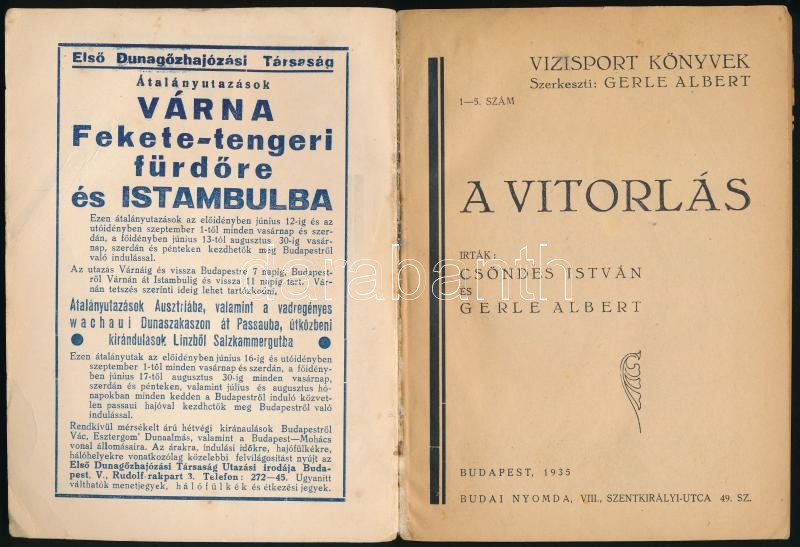 Első Dunagőzhajózási Társaság
Átalányutazások
VÁRNA
Fekete-tengeri
fürdőre
és ISTAMBULBA
Ezen átalányutazások az előidényben június 12-ig és az
utóidényben szeptember 1-től minden vasárnap és szer-
dán, a főidényben június 13-tól augusztus 30-ig vasár-
nap, szerdán és pénteken kezdhetők meg Budapestről
való indulással.
Az utazás Várnáig és vissza Budapestre 7 napig, Budapest-
ről Várnán át Istambulig és vissza 11 napig tart. Vár-
nán tetszés szerinti ideig lehet tartózkodni.
Átalányutazások Ausztriába, valamint a vadregényes
wachaui Dunaszakaszon át Passauba, útközbeni
kirándulások Linzből Salzkammergutba
Ezen átalányutak az előidényben június 16-ig és utóidényben
szeptember 1-től minden vasárnap és szerdán, a főidény-
ben június 17-től augusztus 30-ig minden vasárnap,
szerdán és pénteken, valamint július és augusztus hó-
napokban minden kedden a Budapestről induló közvet-
len passaui hajóval kezdhetők meg Budapestről való
indulással.
Rendkívül mérsékelt árú hétvégi kiránaulások Budapestről
Vác, Esztergom' Dunaalmás, valamint a Budapest—Mohács
vonal állomásaira. Az árakra, indulási időkre, hajófülkékre,
hálóhelyekre vonatkozólag közelebbi felvilágosítást nyújt az
Első Dunagőzhajózási Társaság Utazási irodája Buda-
pest, V., Rudolf-rakpart 3. Telefon: 272—45. Ugyanitt
válthatók menetjegyek, hálófülkék és étkezési jegyek.
VIZISPORT KÖNYVEK
Szerkeszti: GERLE ALBERT
1—5. SZÁM
A VITORLÁS
IRTÁK:
CSÖNDES ISTVÁN
ÉS
GERLE ALBERT
BUDAPEST, 1935
BUDAI NYOMDA, VIII., SZENTKIRÁLYI-UTCA 49. SZ.
darabanth